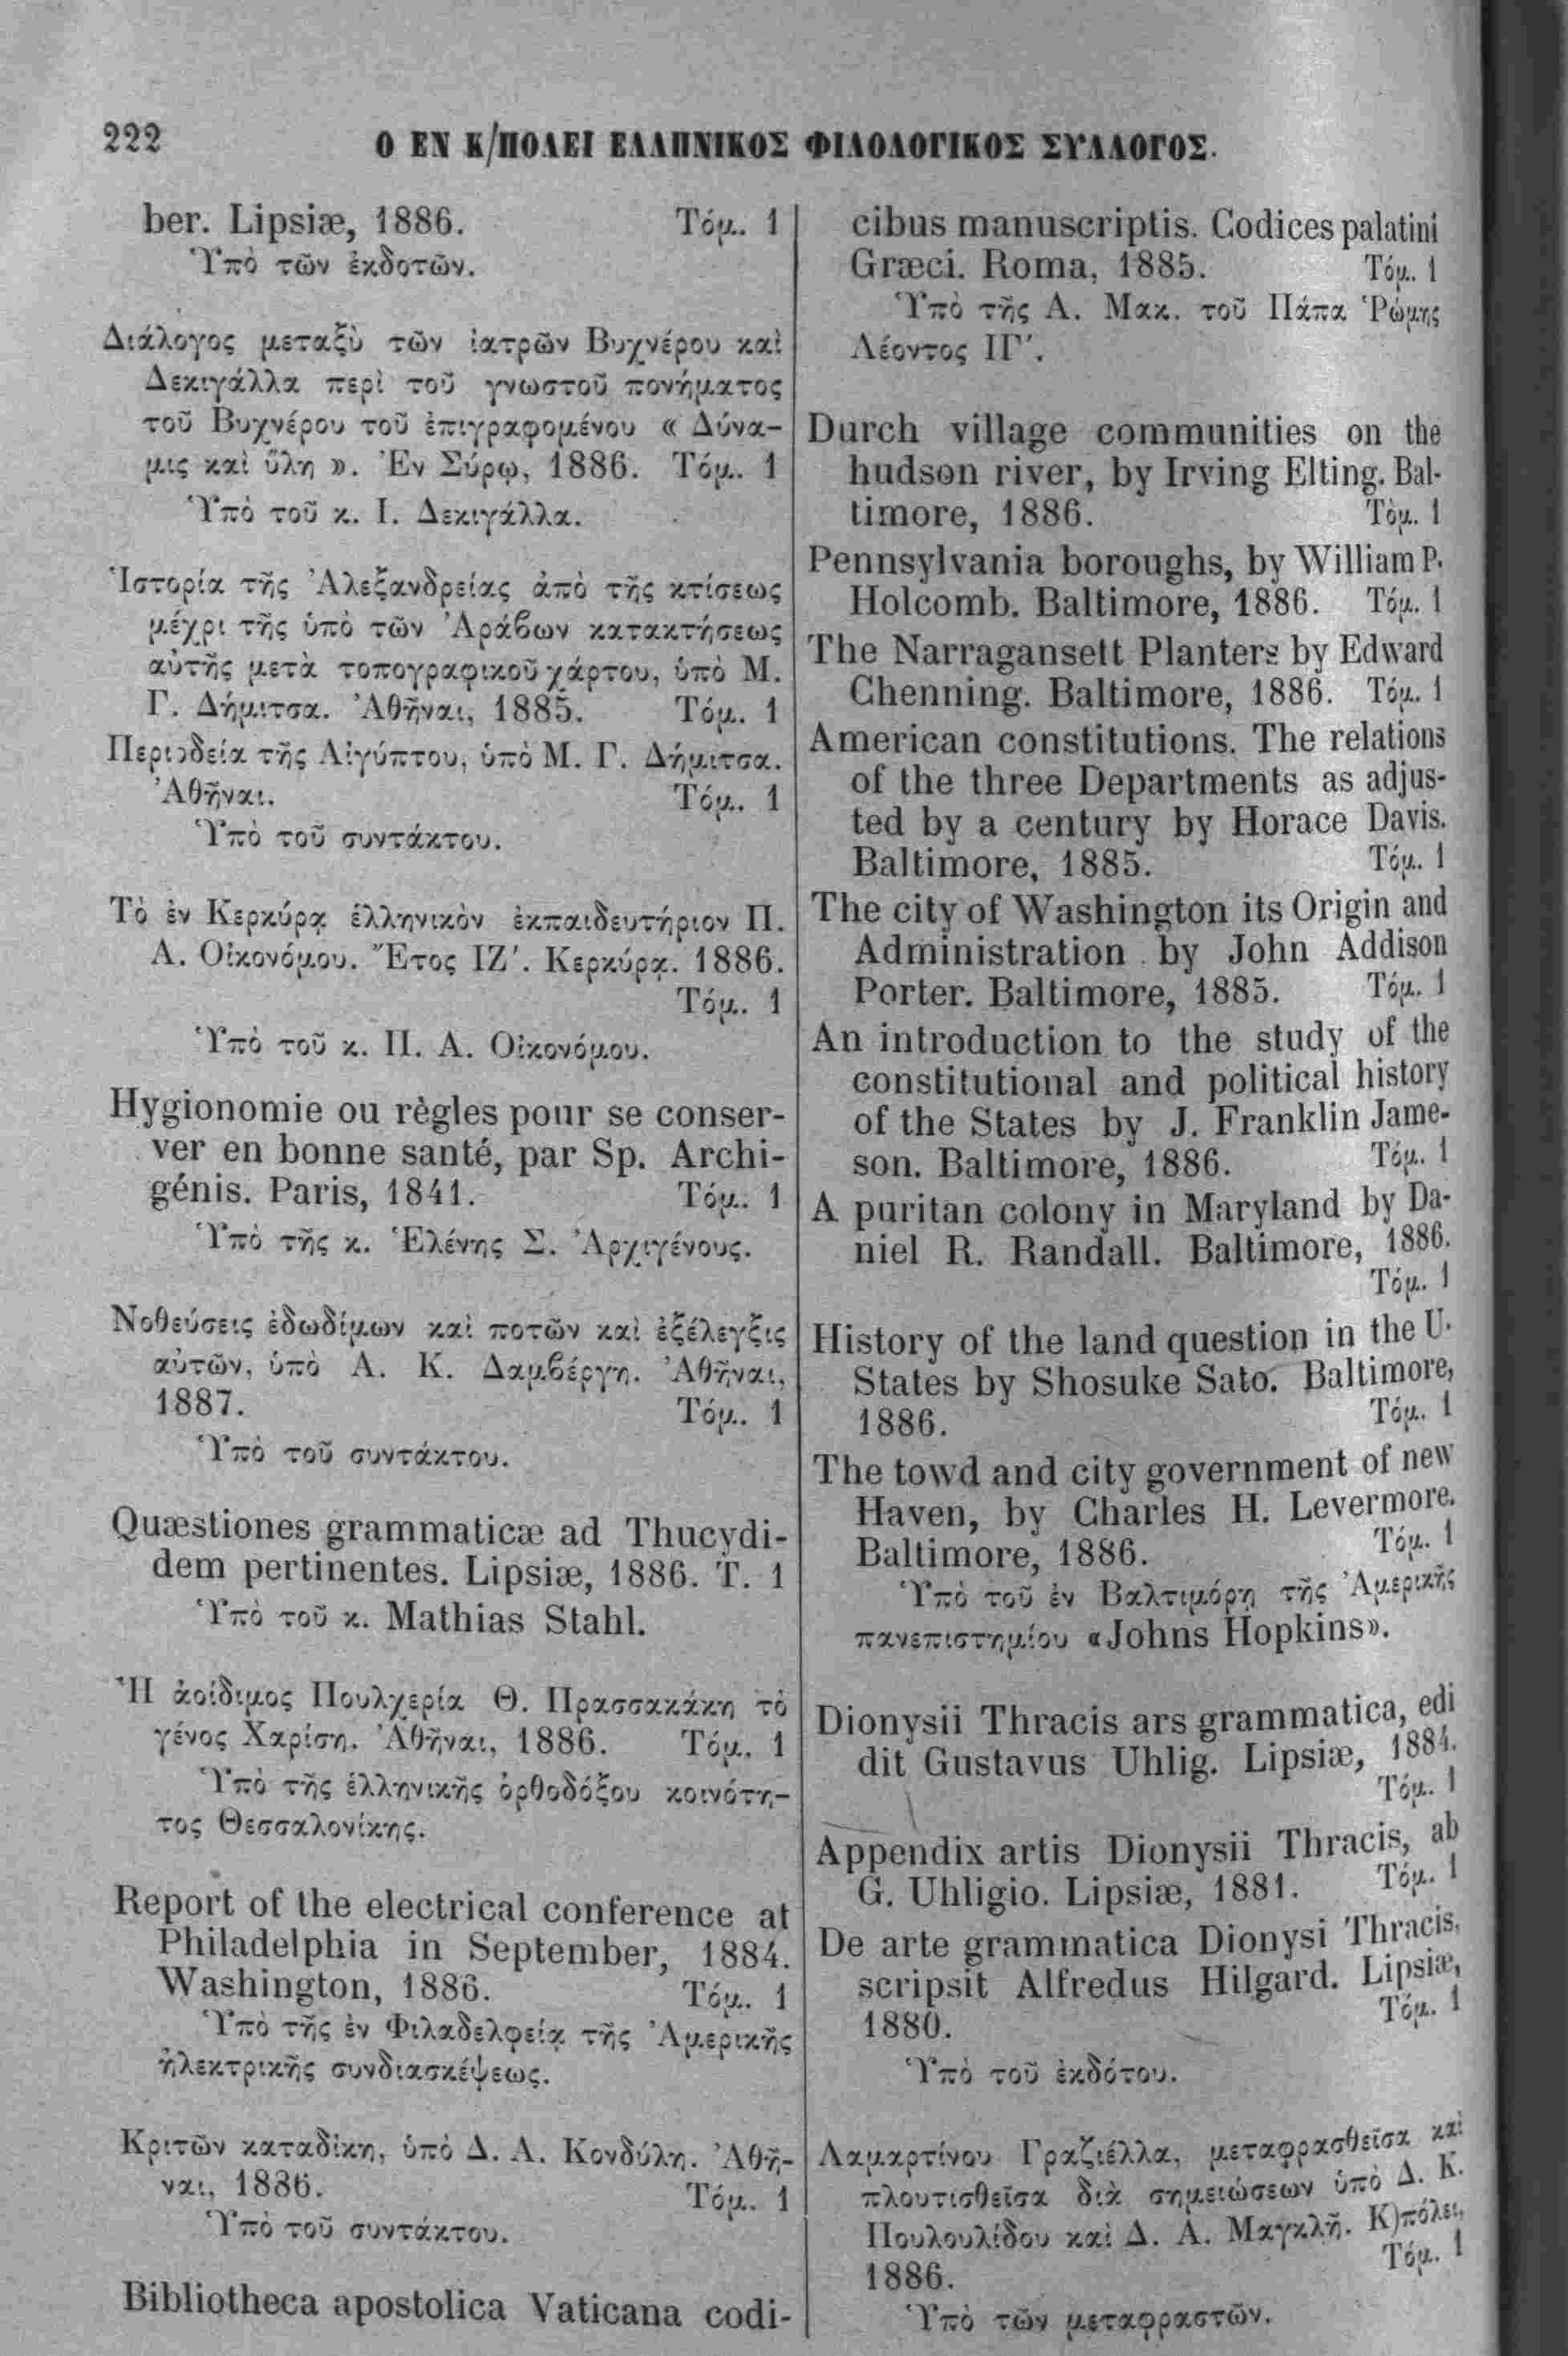 222
Ο ΕΝ Κ/ΠΟΛΕΙ ΕΛΛΗΝΙΚΟΣ ΦΙΛΟΛΟΓΙΚΟΣ ΣΥΛΛΟΓΟΣ.
ber. Lipsiæ, 1886. Τόμ. 1
Ὑπὸ τῶν ἐκδοτῶν.
Διάλογος μεταξὺ τῶν ἰατρῶν Βυχνέρου καὶ
Δεκιγάλλα περὶ τοῦ γνωστοῦ πονήματος
τοῦ Βυχνέρου τοῦ ἐπιγραφομένου « Δύνα-
μις καὶ ὕλη ». Ἐν Σύρῳ, 1886. Τόμ. 1
Ὑπὸ τοῦ κ. Ι. Δεκιγάλλα.
Ἱστορία τῆς Ἀλεξανδρείας ἀπὸ τῆς κτίσεως
μέχρι τῆς ὑπὸ τῶν Ἀράβων κατακτήσεως
αὐτῆς μετὰ τοπογραφικοῦ χάρτου, ὑπὸ Μ.
Γ. Δήμιτσα. Ἀθῆναι, 1885. Τόμ. 1
Περιοδεία τῆς Αἰγύπτου, ὑπὸ Μ. Γ. Δήμιτσα.
Ἀθῆναι. Τόμ. 1
Ὑπὸ τοῦ συντάκτου.
Τὸ ἐν Κερκύρᾳ ἑλληνικὸν ἐκπαιδευτήριον Π.
Α. Οἰκονόμου. Ἔτος ΙΖʹ. Κερκύρᾳ. 1886.
Τόμ. 1
Ὑπὸ τοῦ κ. Π. Α. Οἰκονόμου.
Hygionomie ou règles pour se conser-
ver en bonne santé, par Sp. Archi-
génis. Paris, 1841. Τόμ. 1
Ὑπὸ τῆς κ. Ἑλένης Σ. Ἀρχιγένους.
Νοθεύσεις ἐδωδίμων καὶ ποτῶν καὶ ἐξέλεγξις
αὐτῶν, ὑπὸ Α. Κ. Δαμβέργη. Ἀθῆναι,
1887. Τόμ. 1
Ὑπὸ τοῦ συντάκτου.
Quæstiones grammaticæ ad Thucydi-
dem pertinentes. Lipsiæ, 1886. T. 1
Ὑπὸ τοῦ κ. Mathias Stahl.
Ἡ ἀοίδιμος Πουλχερία Θ. Πρασσακάκη τὸ
γένος Χαρίση. Ἀθῆναι, 1886. Τόμ. 1
Ὑπὸ τῆς ἑλληνικῆς ὀρθοδόξου κοινότη-
τος Θεσσαλονίκης.
Report of the electrical conference at
Philadelphia in September, 1884.
Washington, 1886. Τόμ. 1
Ὑπὸ τῆς ἐν Φιλαδελφείᾳ τῆς Ἀμερικῆς
ἠλεκτρικῆς συνδιασκέψεως.
Κριτῶν καταδίκη, ὑπὸ Δ. Α. Κονδύλη. Ἀθῆ-
ναι, 1886. Τόμ. 1
Ὑπὸ τοῦ συντάκτου.
Bibliotheca apostolica Vaticana codi-
cibus manuscriptis. Codices palatini
Græci. Roma, 1885. Τόμ. 1
Ὑπὸ τῆς Α. Μακ. τοῦ Πάπα Ῥώμης
Λέοντος ΙΓʹ.
Durch village communities on the
hudson river, by Irving Elting. Bal-
timore, 1886. Τὸμ. 1
Pennsylvania boroughs, by William P.
Holcomb. Baltimore, 1886. Τόμ. 1
The Narragansett Planters by Edward
Chenning. Baltimore, 1886. Τόμ. 1
American constitutions. The relations
of the three Departments as adjus-
ted by a century by Horace Davis.
Baltimore, 1885. Τόμ. 1
The city of Washington its Origin and
Administration by John Addison
Porter. Baltimore, 1885. Τόμ. 1
An introduction to the study of the
constitutional and political history
of the States by J. Franklin Jame-
son. Baltimore, 1886. Τόμ. 1
A puritan colony in Maryland by Da-
niel R. Randall. Baltimore, 1886.
Τόμ. 1
History of the land question in the U.
States by Shosuke Sato. Baltimore,
1886. Τόμ. 1
The towd and city government of new
Haven, by Charles H. Levermore.
Baltimore, 1886. Τόμ. 1
Ὑπὸ τοῦ ἐν Βαλτιμόρῃ τῆς Ἀμερικῆς
πανεπιστημίου «Johns Hopkins».
Dionysii Thracis ars grammatica, edi
dit Gustavus Uhlig. Lipsiæ, 1884.
Τόμ. 1
Appendix artis Dionysii Thracis, ab
G. Uhligio. Lipsiæ, 1881. Τόμ. 1
De arte grammatica Dionysi Thracis,
scripsit Alfredus Hilgard. Lipsiæ,
1880. Τόμ. 1
Ὑπὸ τοῦ ἐκδότου.
Λαμαρτίνου Γραζιέλλα, μεταφρασθεῖσα καὶ
πλουτισθεῖσα διὰ σημειώσεων ὑπὸ Δ. Κ.
Πουλουλίδου καὶ Δ. Α. Μαγκλῆ. Κ)πόλει,
1886. Τόμ. 1
Ὑπὸ τῶν μεταφραστῶν.